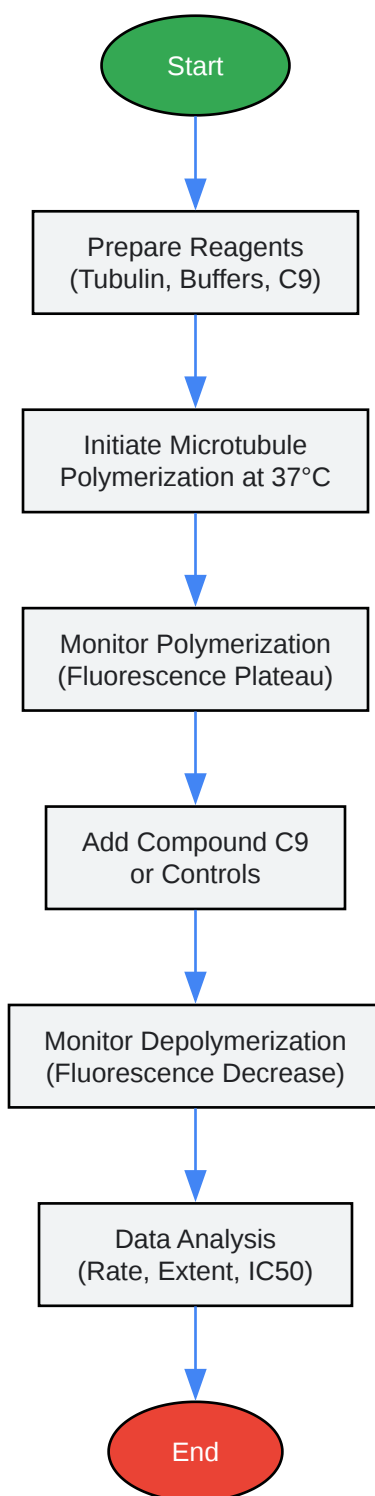 Start
Prepare Reagents
(Tubulin, Buffers, C9)
Initiate Microtubule
Polymerization at 37°C
Monitor Polymerization
(Fluorescence Plateau)
Add Compound C9
or Controls
Monitor Depolymerization
(Fluorescence Decrease)
Data Analysis
(Rate, Extent, IC50)
End